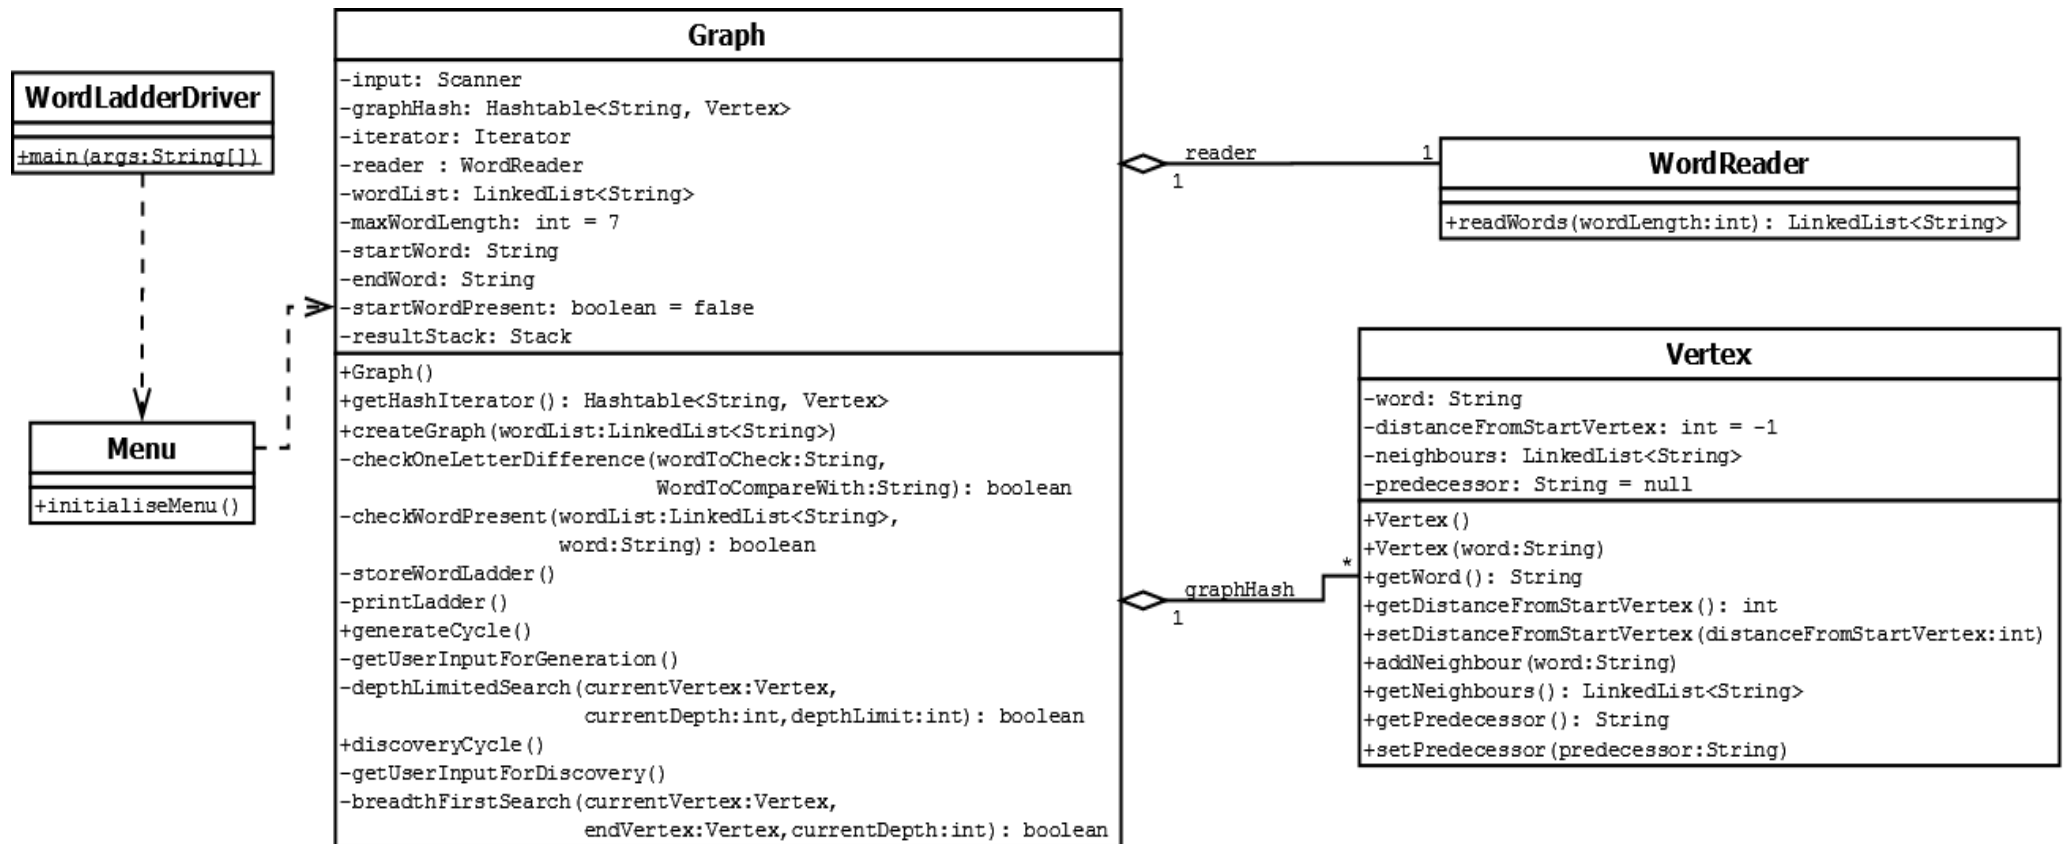 WordLadderDriver
+main(args:String[])
Menu
+initialiseMenu()
Graph
-input: Scanner
-graphHash: Hashtable<String, Vertex>
-iterator: Iterator
-reader : WordReader
-wordList: LinkedList<String>
-maxWordLength: int = 7
-startWord: String
-endWord: String
-startWordPresent: boolean = false
-resultStack: Stack
+Graph()
+getHashIterator(): Hashtable<String, Vertex>
+createGraph(wordList:LinkedList<String>)
-checkOneLetterDifference(wordToCheck:String,
WordToCompareWith:String): boolean
-checkWordPresent(wordList:LinkedList<String>,
word:String): boolean
-storeWordLadder()
-printLadder()
+generateCycle()
-getUserInputForGeneration()
-depthLimitedSearch(currentVertex:Vertex,
currentDepth:int,depthLimit:int): boolean
+discoveryCycle()
-getUserInputForDiscovery()
-breadthFirstSearch(currentVertex:Vertex,
endVertex:Vertex,currentDepth:int): boolean
reader
1
1
WordReader
+readWords(wordLength:int): LinkedList<String>
graphHash
1
*
Vertex
-word: String
-distanceFromStartVertex: int = -1
-neighbours: LinkedList<String>
-predecessor: String = null
+Vertex()
+Vertex(word:String)
+getWord(): String
+getDistanceFromStartVertex(): int
+setDistanceFromStartVertex(distanceFromStartVertex:int)
+addNeighbour(word:String)
+getNeighbours(): LinkedList<String>
+getPredecessor(): String
+setPredecessor(predecessor:String)